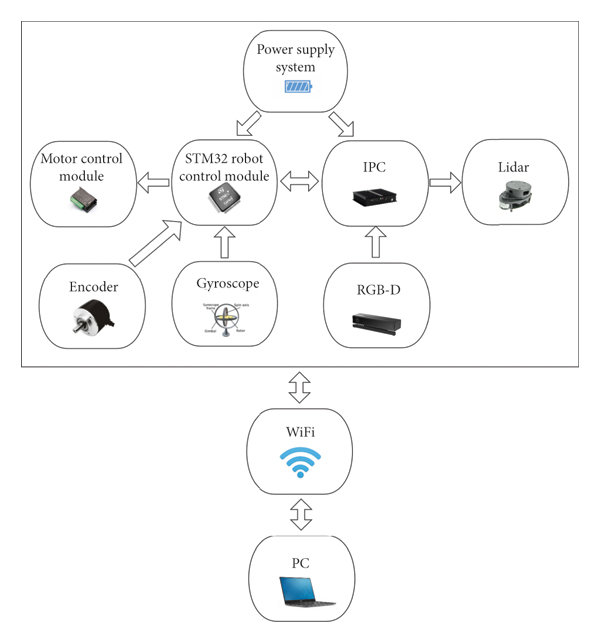 Power supply
system
Motor control
module
STM32 robot
control module
IPC
Lidar
Encoder
Gyroscope
RGB-D
WiFi
PC